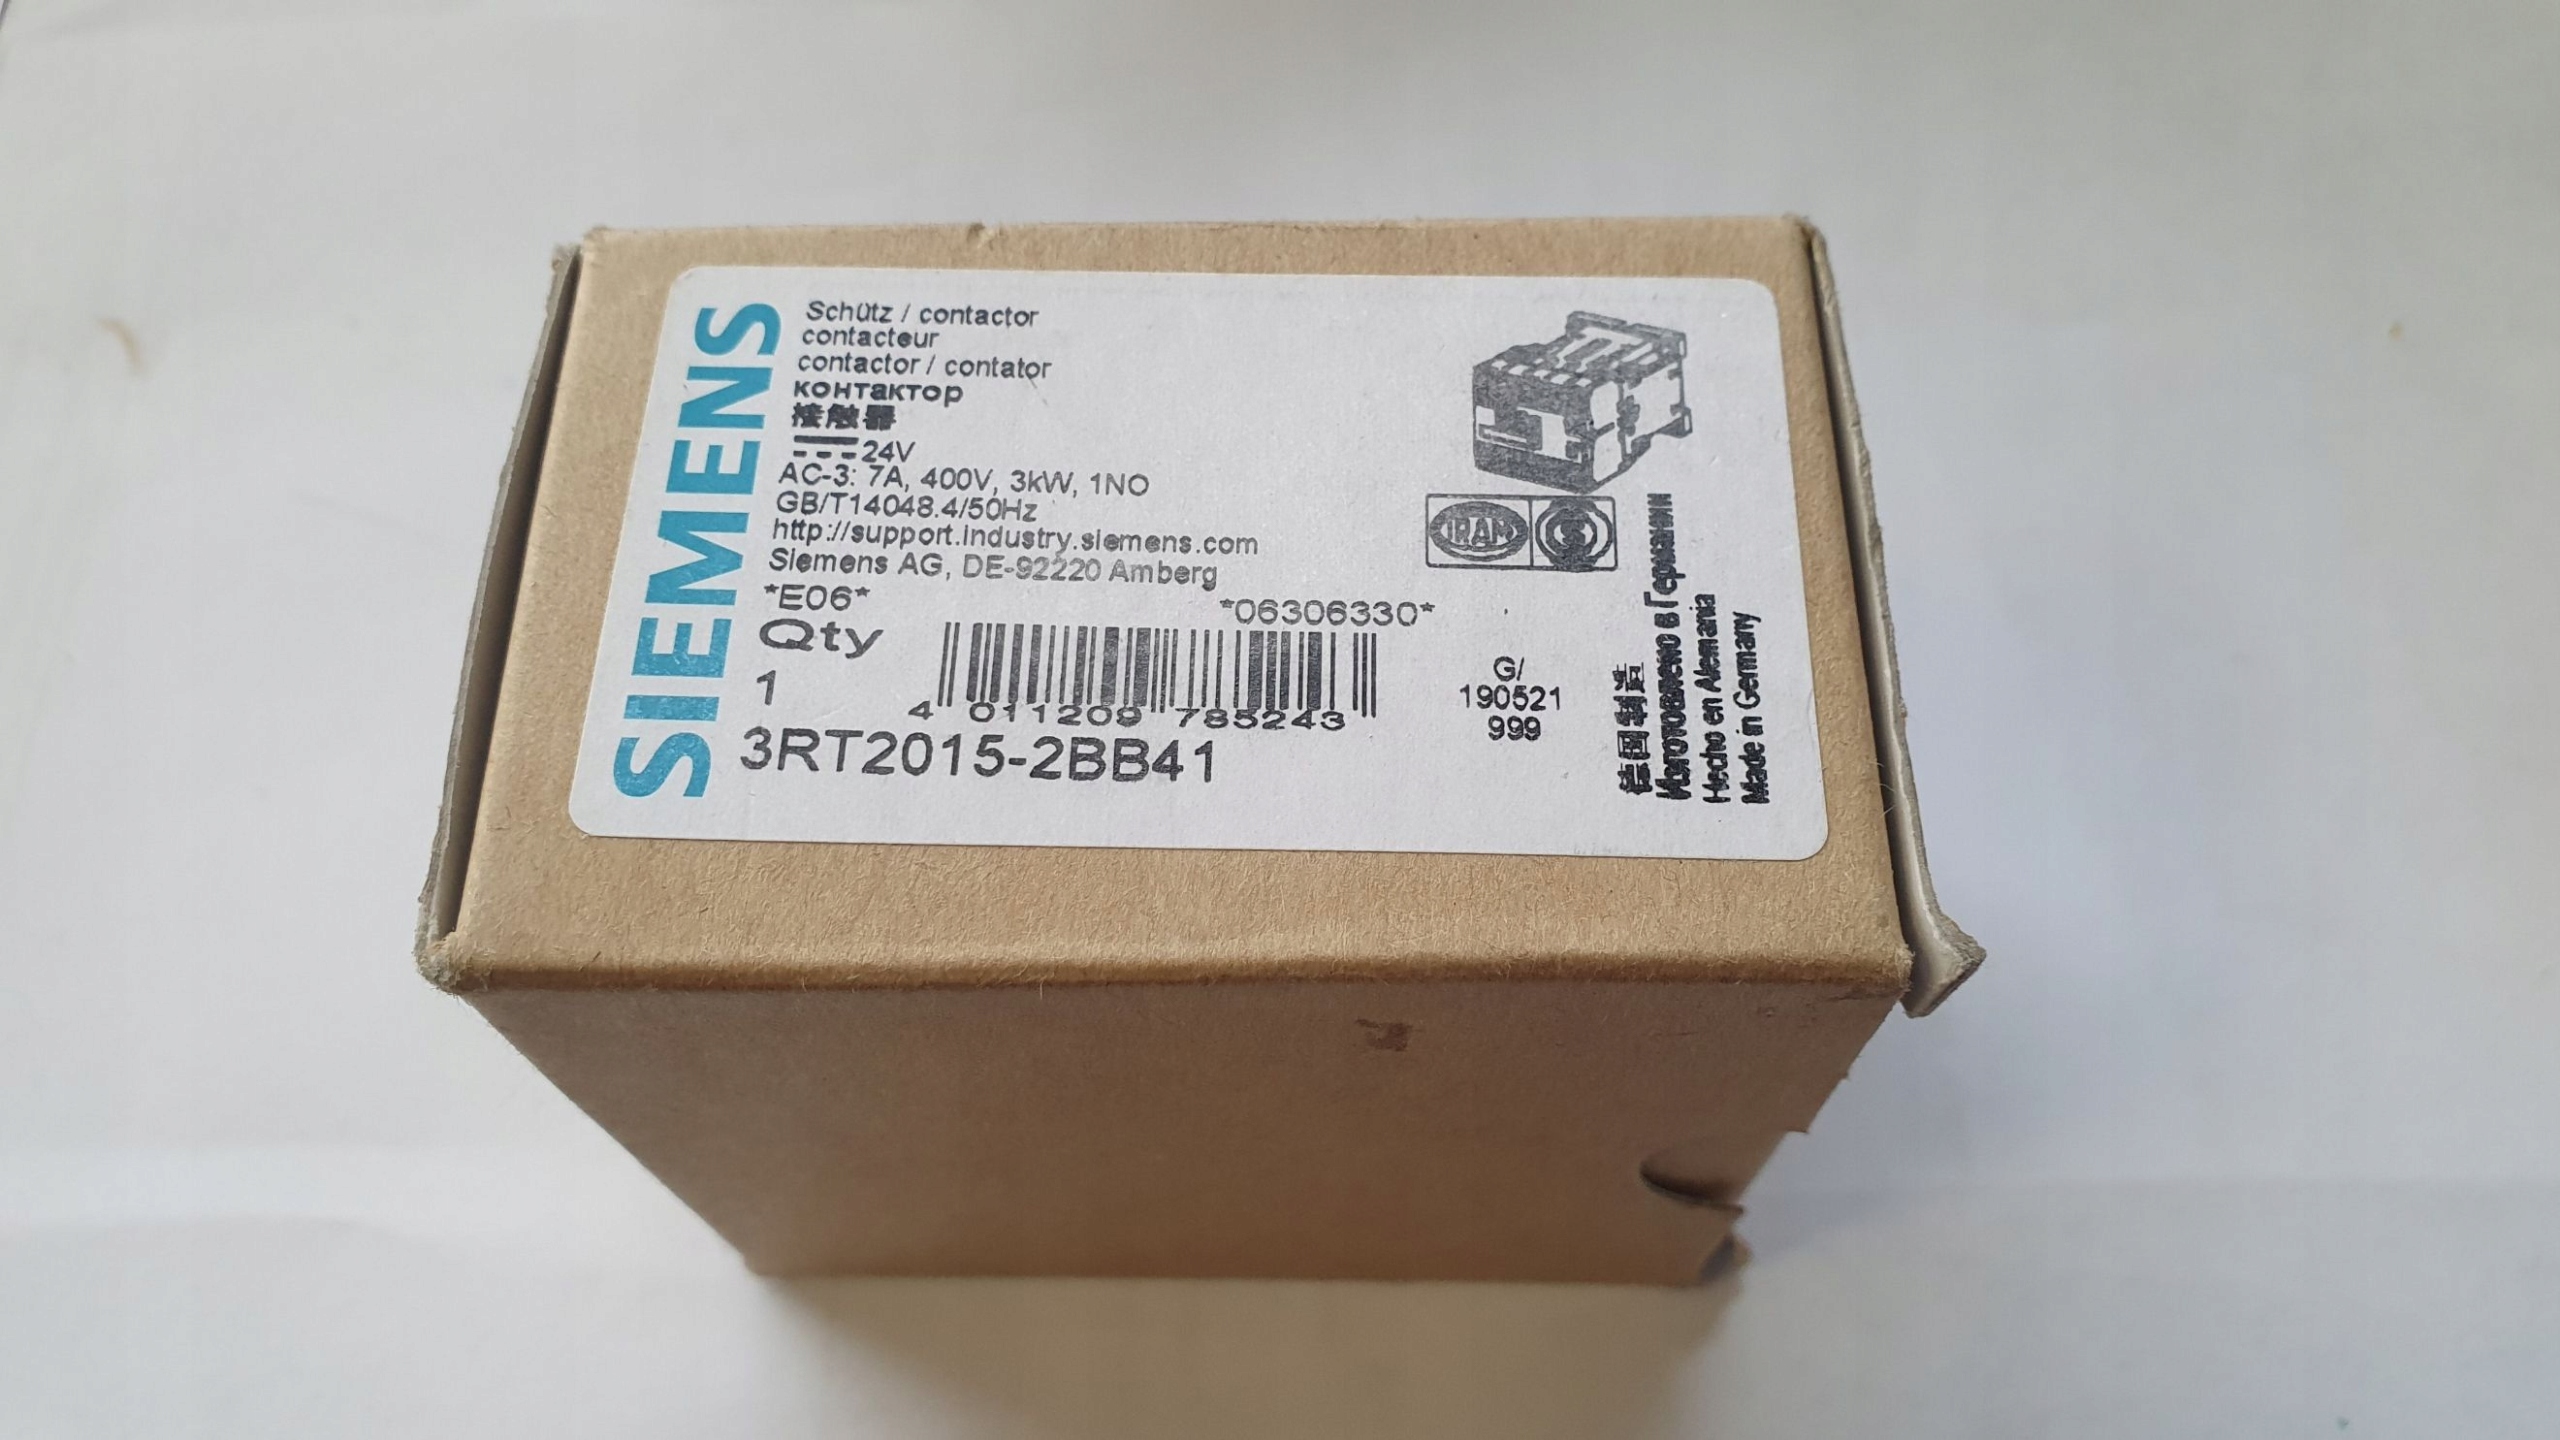 SIEMENS
Schütz / contactor
contacteur
contactor / contator
контактор
接触器
24V
AC-3: 7A, 400V, 3kW, 1NO
GB/T14048.4/50Hz
http://support.industry.siemens.com
Siemens AG, DE-92220 Amberg
*E06*
*06306330*
Qty
1
4 011209 785243
3RT2015-2BB41
IRAM
S
G/
190521
999
德国制造
Изготовлено в Германии
Hecho en Alemania
Made in Germany